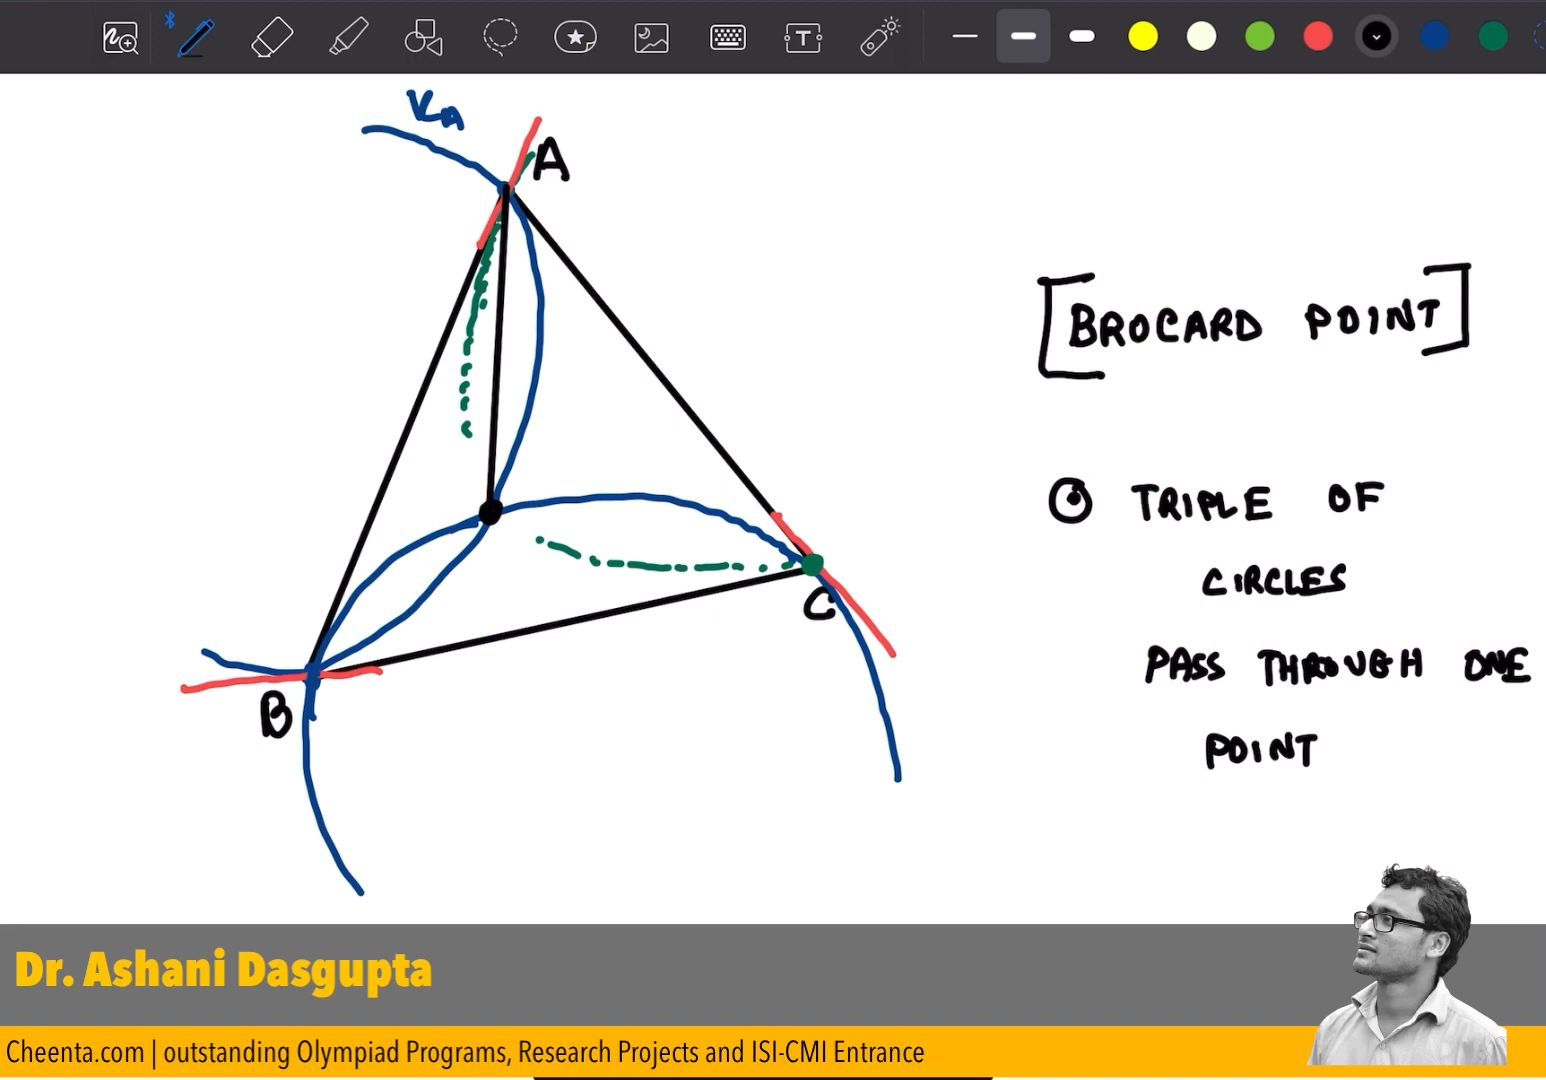 KA
A
[BROCARD POINT]
TRIPLE OF
CIRCLES
PASS THROUGH ONE
POINT
C
B
Dr. Ashani Dasgupta
Cheenta.com | outstanding Olympiad Programs, Research Projects and ISI-CMI Entrance